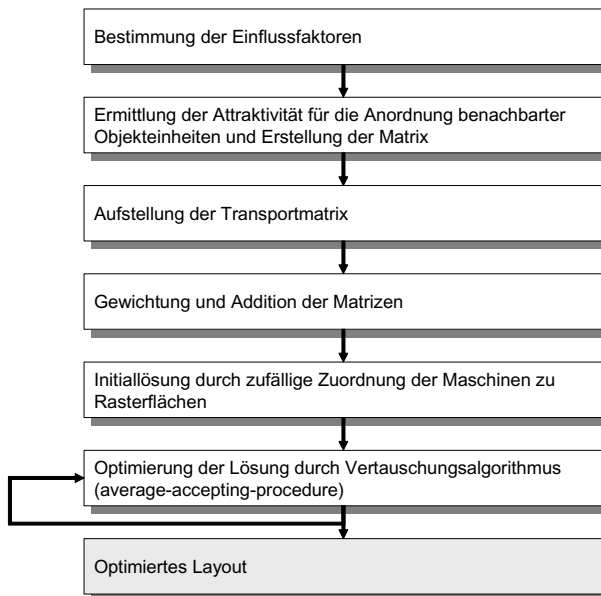 Bestimmung der Einflussfaktoren
Ermittlung der Attraktivität für die Anordnung benachbarter
Objekteinheiten und Erstellung der Matrix
Aufstellung der Transportmatrix
Gewichtung und Addition der Matrizen
Initiallösung durch zufällige Zuordnung der Maschinen zu
Rasterflächen
Optimierung der Lösung durch Vertauschungsalgorithmus
(average-accepting-procedure)
Optimiertes Layout